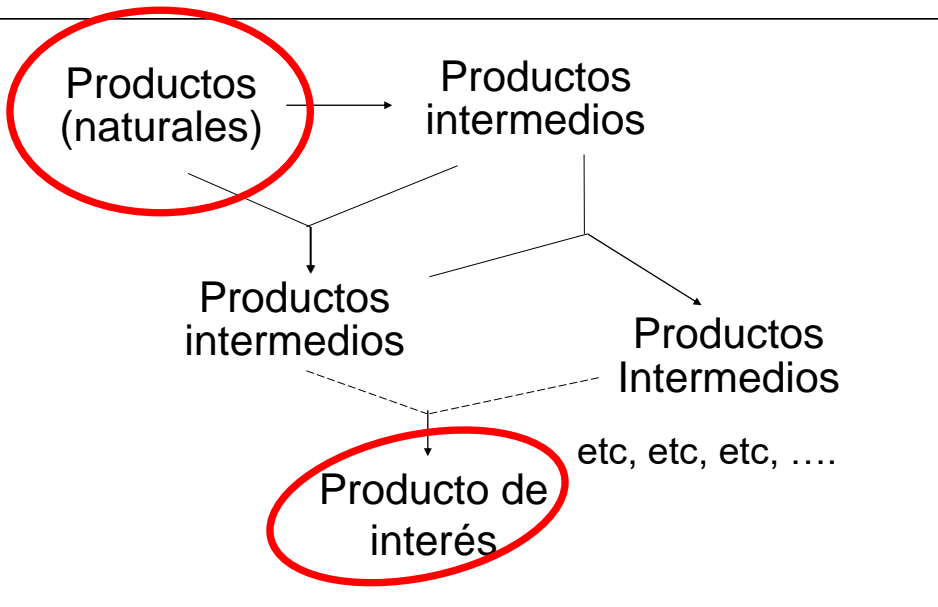 Productos
(naturales)
Productos
intermedios
Productos
intermedios
Productos
Intermedios
etc, etc, etc, ....
Producto de
interés